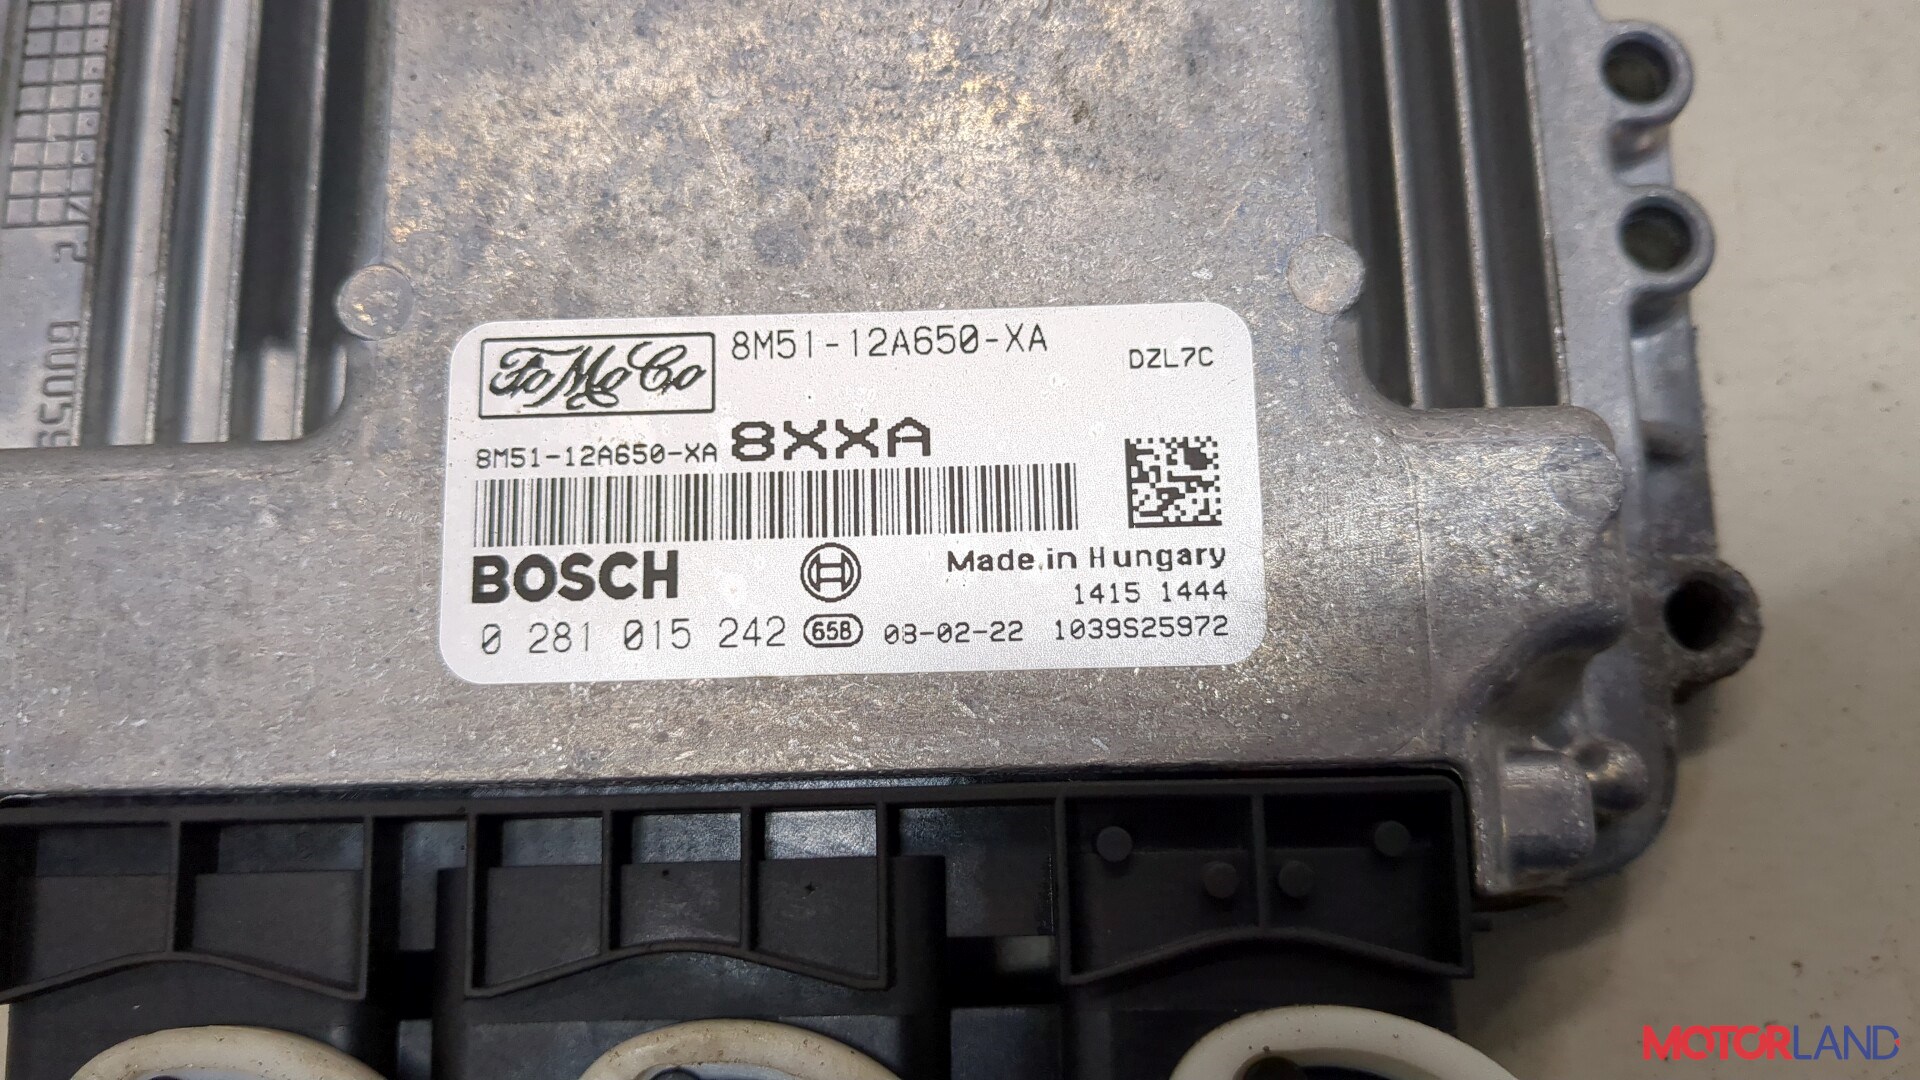 FoMoCo 8M51-12A650-XA DZL7C
8M51-12A650-XA 8XXA
BOSCH Made in Hungary
1415 1444
0 281 015 242 65B 08-02-22 1039S25972
MOTORLAND